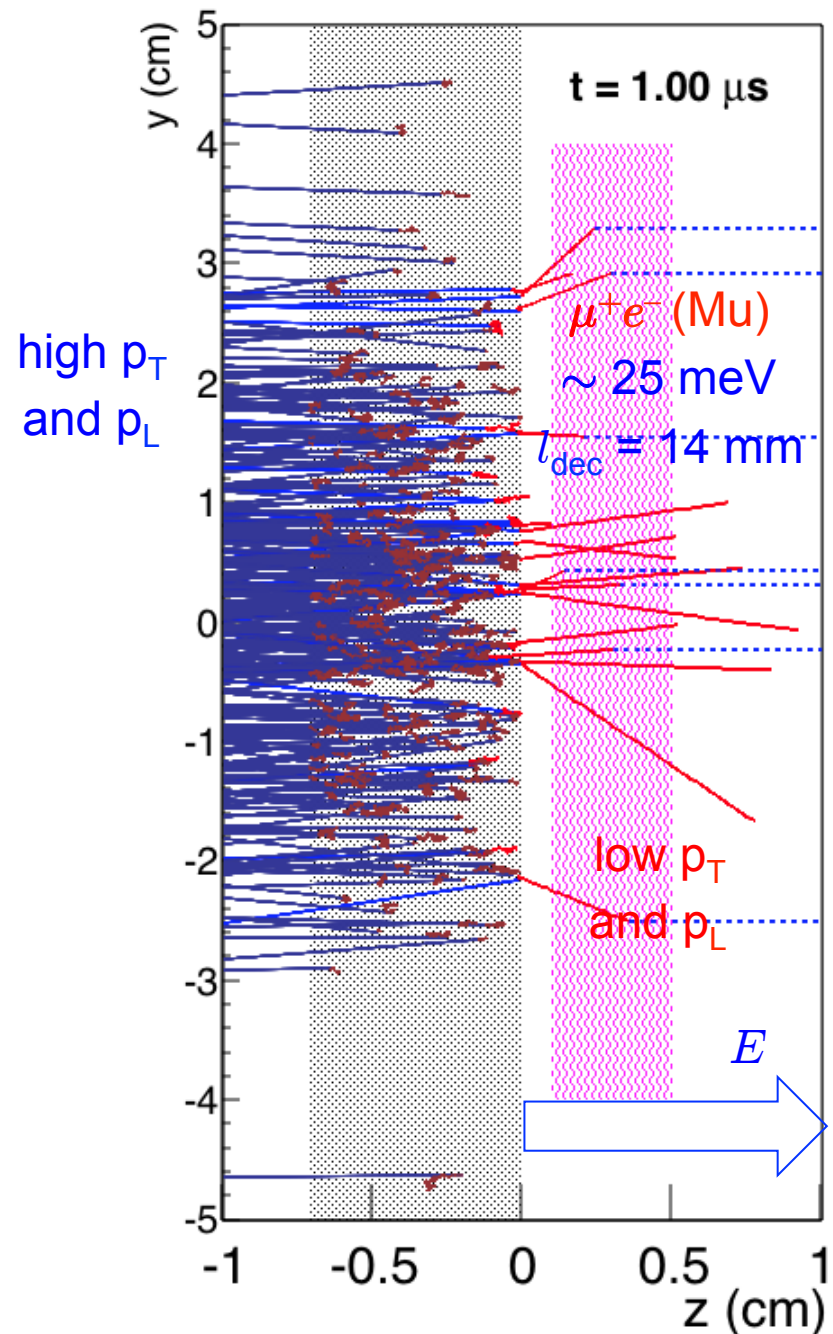 y (cm)
5
4
3
2
1
0
-1
-2
-3
-4
-5
t = 1.00 μs
high p_T
and p_L
μ⁺e⁻ (Mu)
~ 25 meV
l_dec = 14 mm
low p_T
and p_L
E
-1 -0.5 0 0.5 1
z (cm)